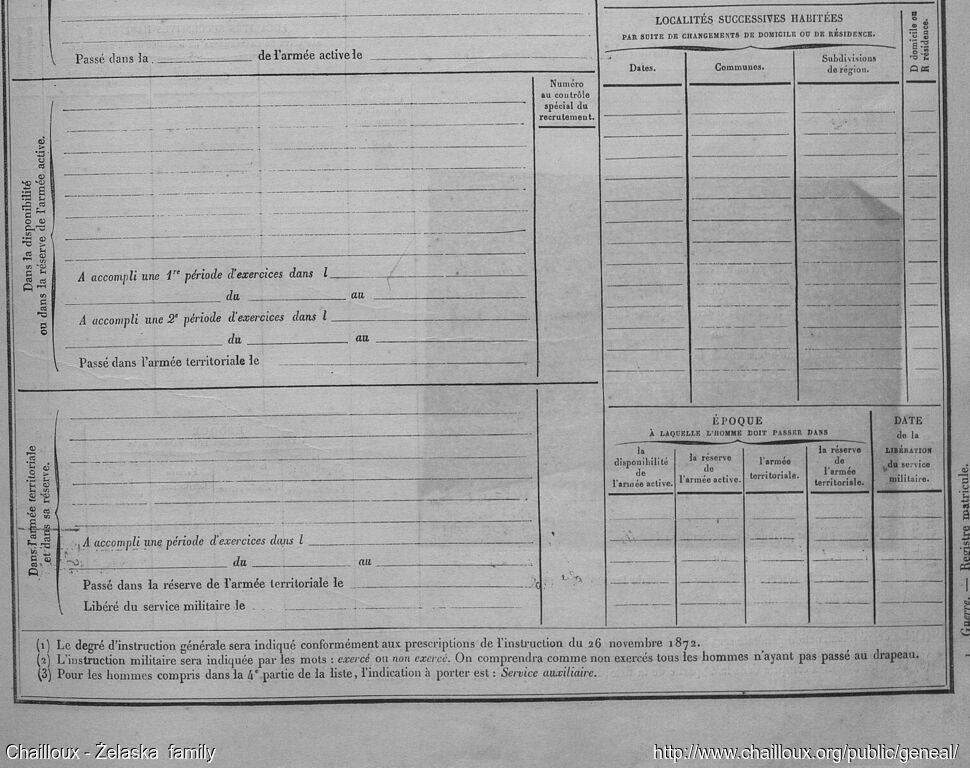 Passé dans la de l'armée active le
Dans la disponibilité
ou dans la réserve de l'armée active.
Numéro
au contrôle
spécial du
recrutement.
A accompli une 1re période d'exercices dans l
du au
A accompli une 2e période d'exercices dans l
du au
Passé dans l'armée territoriale le
Dans l'armée territoriale
et dans sa réserve.
A accompli une période d'exercices dans l
du au
Passé dans la réserve de l'armée territoriale le
Libéré du service militaire le
LOCALITÉS SUCCESSIVES HABITÉES
PAR SUITE DE CHANGEMENTS DE DOMICILE OU DE RÉSIDENCE.
Dates.
Communes.
Subdivisions
de région.
D domicile ou
R résidence.
ÉPOQUE
À LAQUELLE L'HOMME DOIT PASSER DANS
la
disponibilité
de
l'armée active.
la réserve
de
l'armée active.
l'armée
territoriale.
la réserve
de
l'armée
territoriale.
DATE
de la
LIBÉRATION
du service
militaire.
(1) Le degré d'instruction générale sera indiqué conformément aux prescriptions de l'instruction du 26 novembre 1872.
(2) L'instruction militaire sera indiquée par les mots : exercé ou non exercé. On comprendra comme non exercés tous les hommes n'ayant pas passé au drapeau.
(3) Pour les hommes compris dans la 4e partie de la liste, l'indication à porter est : Service auxiliaire.
Guerre. — Registre matricule.
Chailloux - Żelaska family
http://www.chailloux.org/public/geneal/